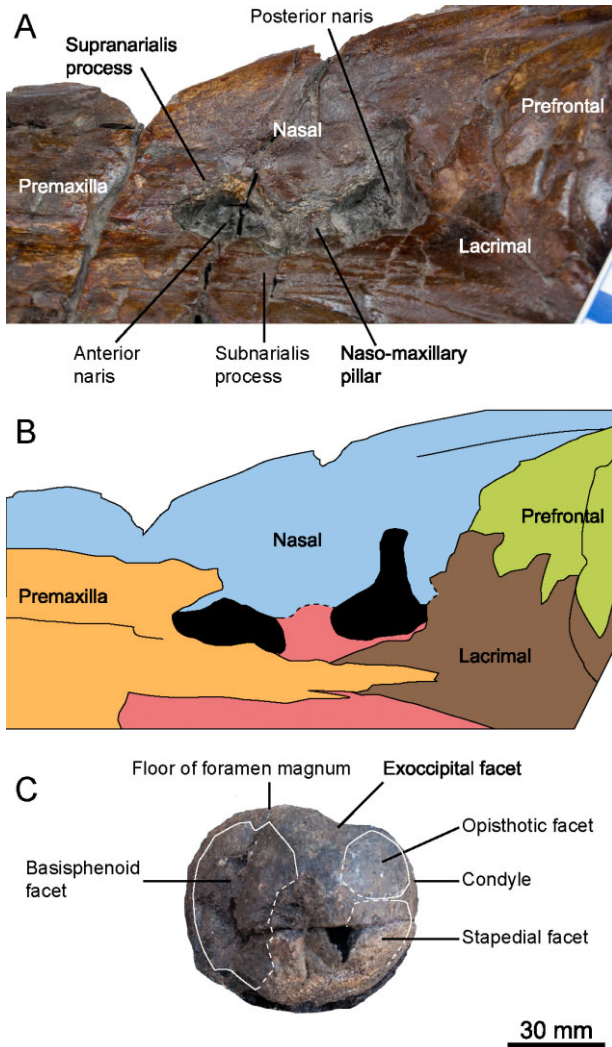 A
Posterior naris
Supranarialis
process
Prefrontal
Nasal
Premaxilla
Lacrimal
Anterior
naris
Subnarialis
process
Naso-maxillary
pillar
B
Prefrontal
Nasal
Premaxilla
Lacrimal
C
Floor of foramen magnum
Exoccipital facet
Opisthotic facet
Basisphenoid
facet
Condyle
Stapedial facet
30 mm